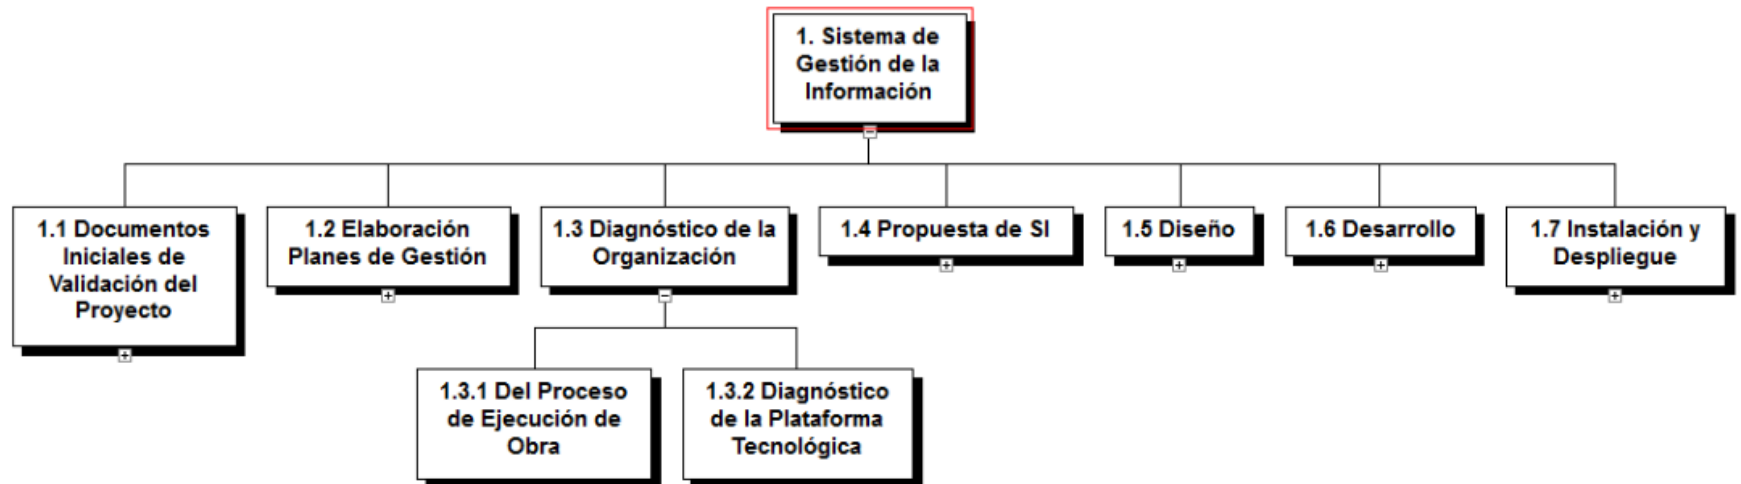 1. Sistema de
Gestión de la
Información
1.1 Documentos
Iniciales de
Validación del
Proyecto
1.2 Elaboración
Planes de Gestión
1.3 Diagnóstico de la
Organización
1.4 Propuesta de SI
1.5 Diseño
1.6 Desarrollo
1.7 Instalación y
Despliegue
1.3.1 Del Proceso
de Ejecución de
Obra
1.3.2 Diagnóstico
de la Plataforma
Tecnológica